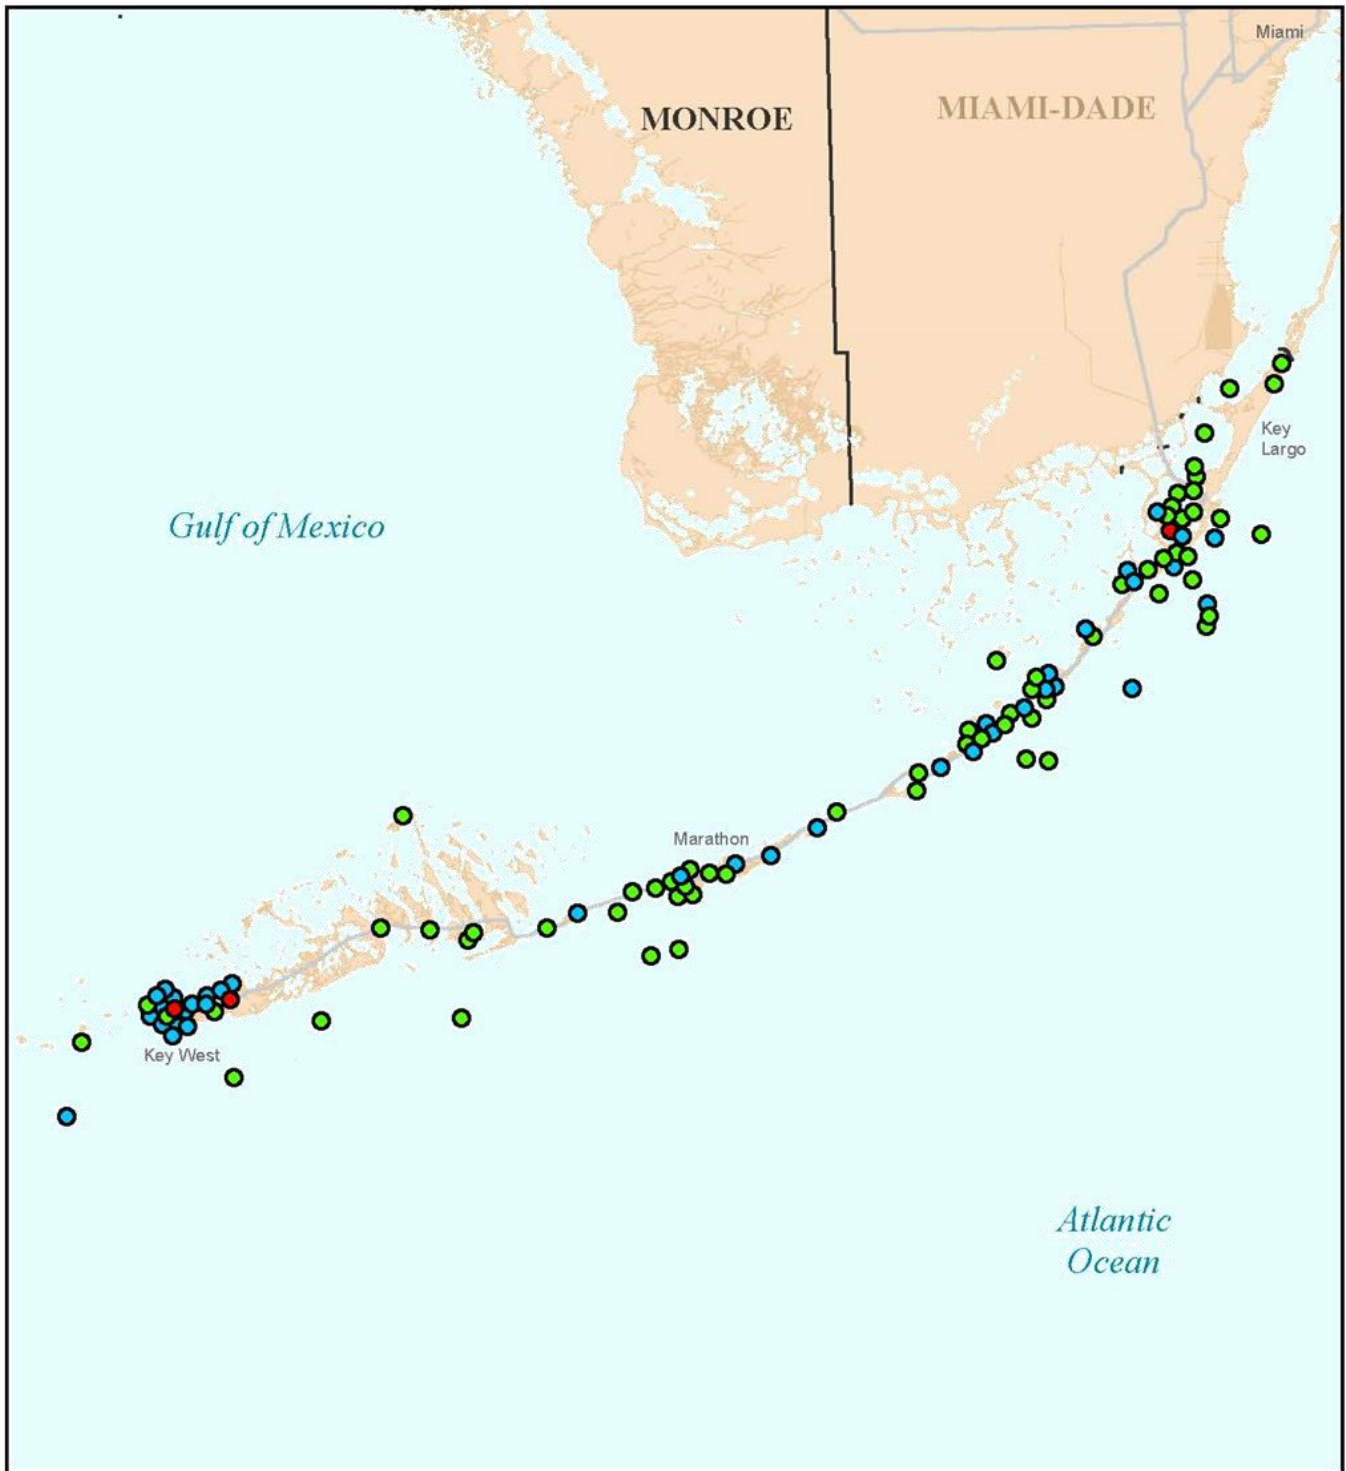 Miami
MONROE
MIAMI-DADE
Key
Largo
Gulf of Mexico
Marathon
Key West
Atlantic
Ocean